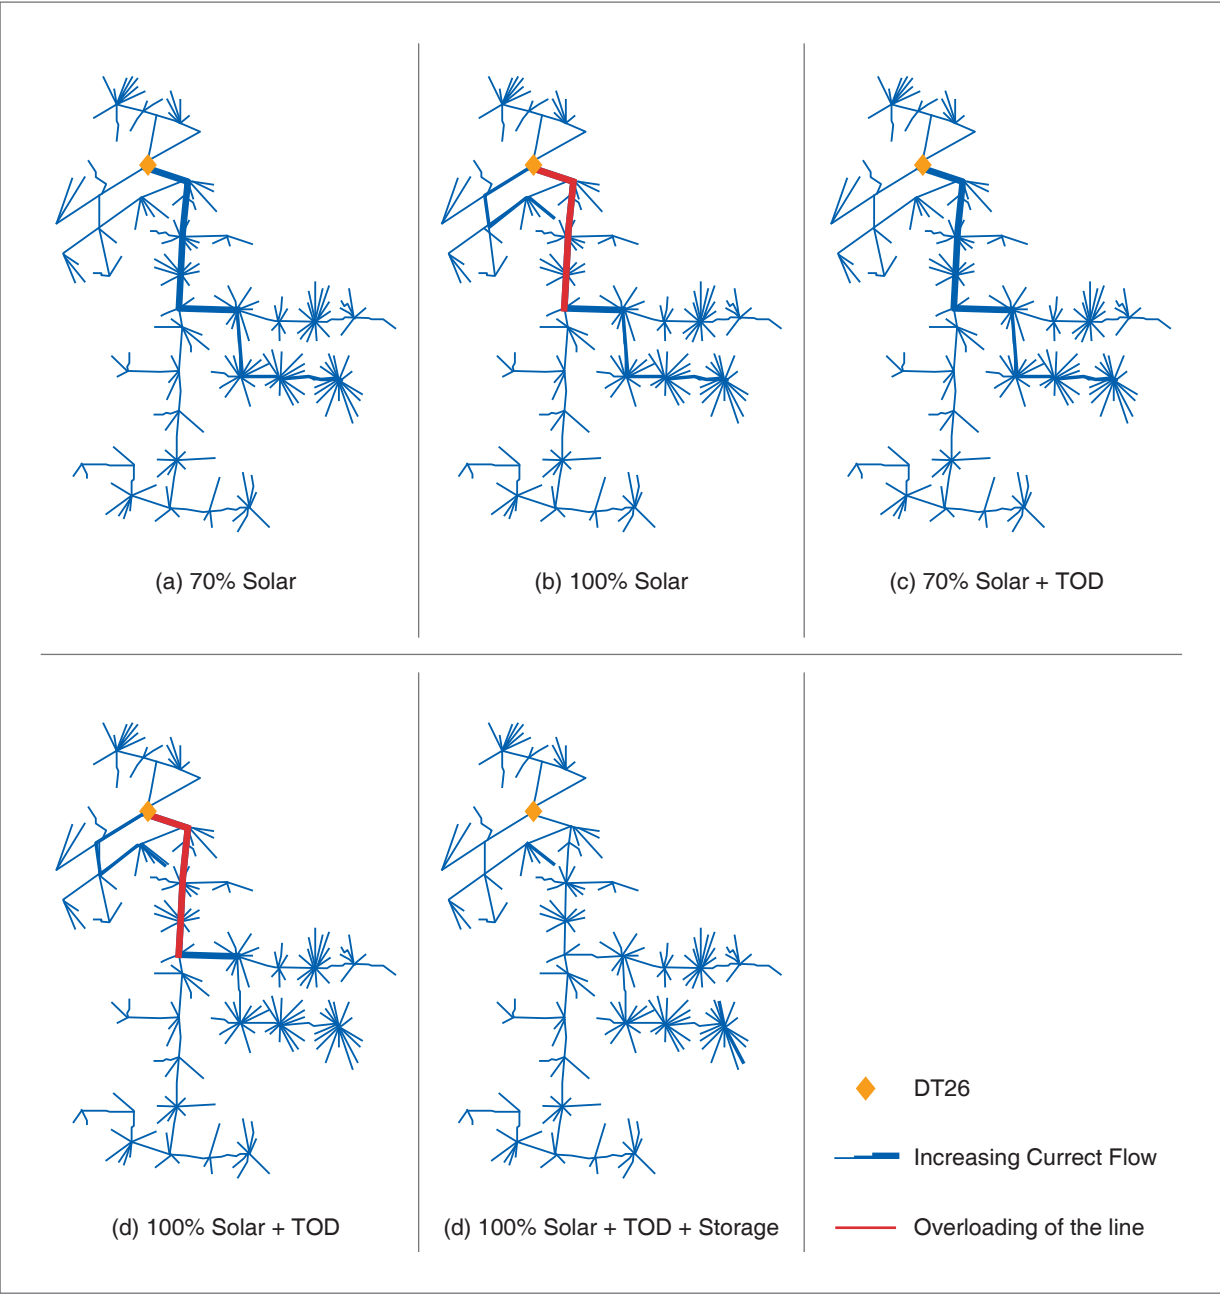 (a) 70% Solar
(b) 100% Solar
(c) 70% Solar + TOD
(d) 100% Solar + TOD
(d) 100% Solar + TOD + Storage
DT26
Increasing Currect Flow
Overloading of the line